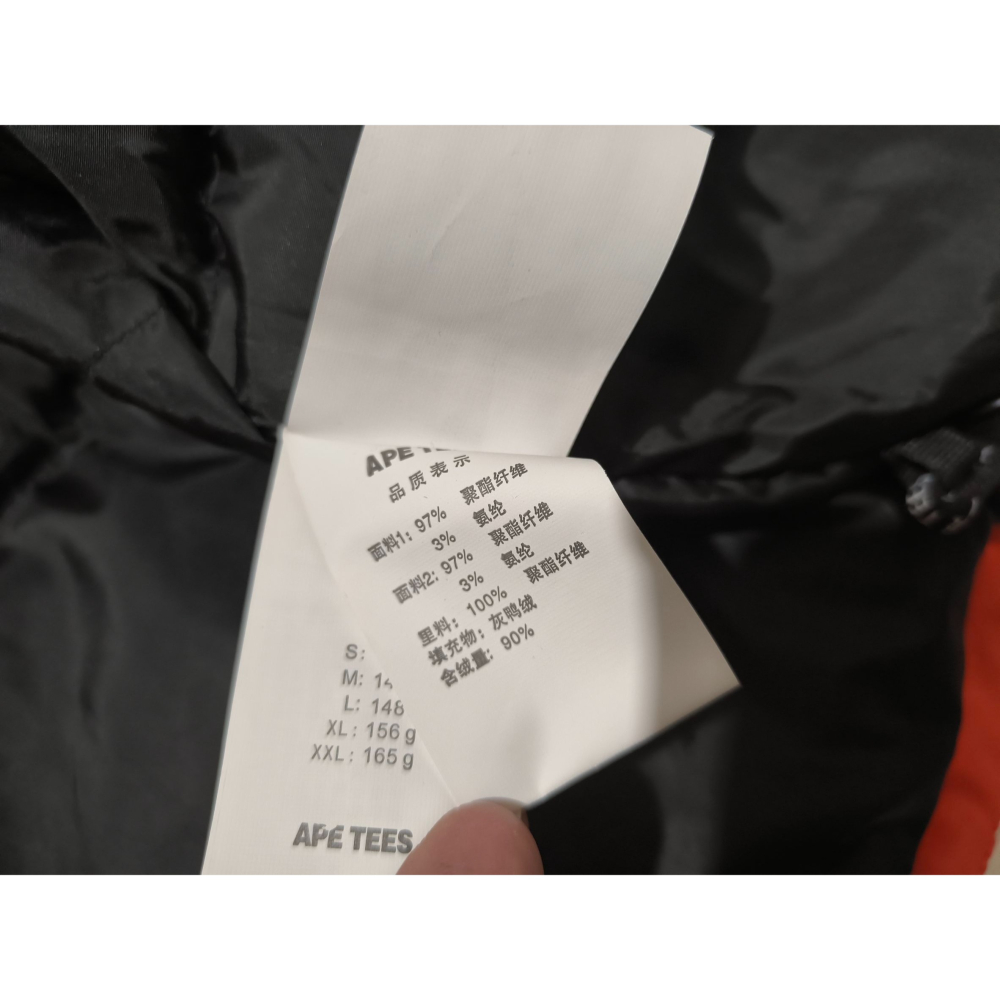 APE
品质表示
面料1: 97% 聚酯纤维
3% 氨纶
面料2: 97% 聚酯纤维
3% 氨纶
里料: 100% 聚酯纤维
填充物: 灰鸭绒
含绒量: 90%
S:
M:
L: 148
XL: 156 g
XXL: 165 g
APE TEES